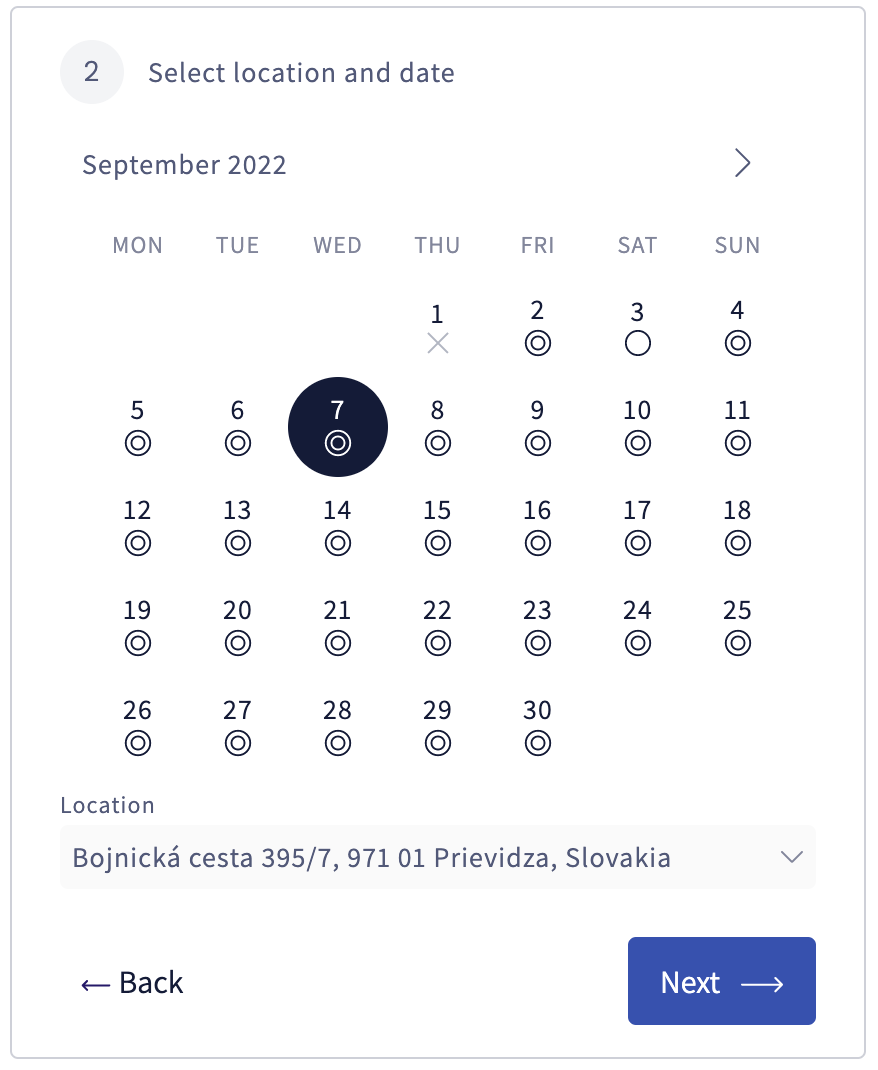 2 Select location and date
September 2022
MON TUE WED THU FRI SAT SUN
1 2 3 4
5 6 7 8 9 10 11
12 13 14 15 16 17 18
19 20 21 22 23 24 25
26 27 28 29 30
Location
Bojnická cesta 395/7, 971 01 Prievidza, Slovakia
Back Next